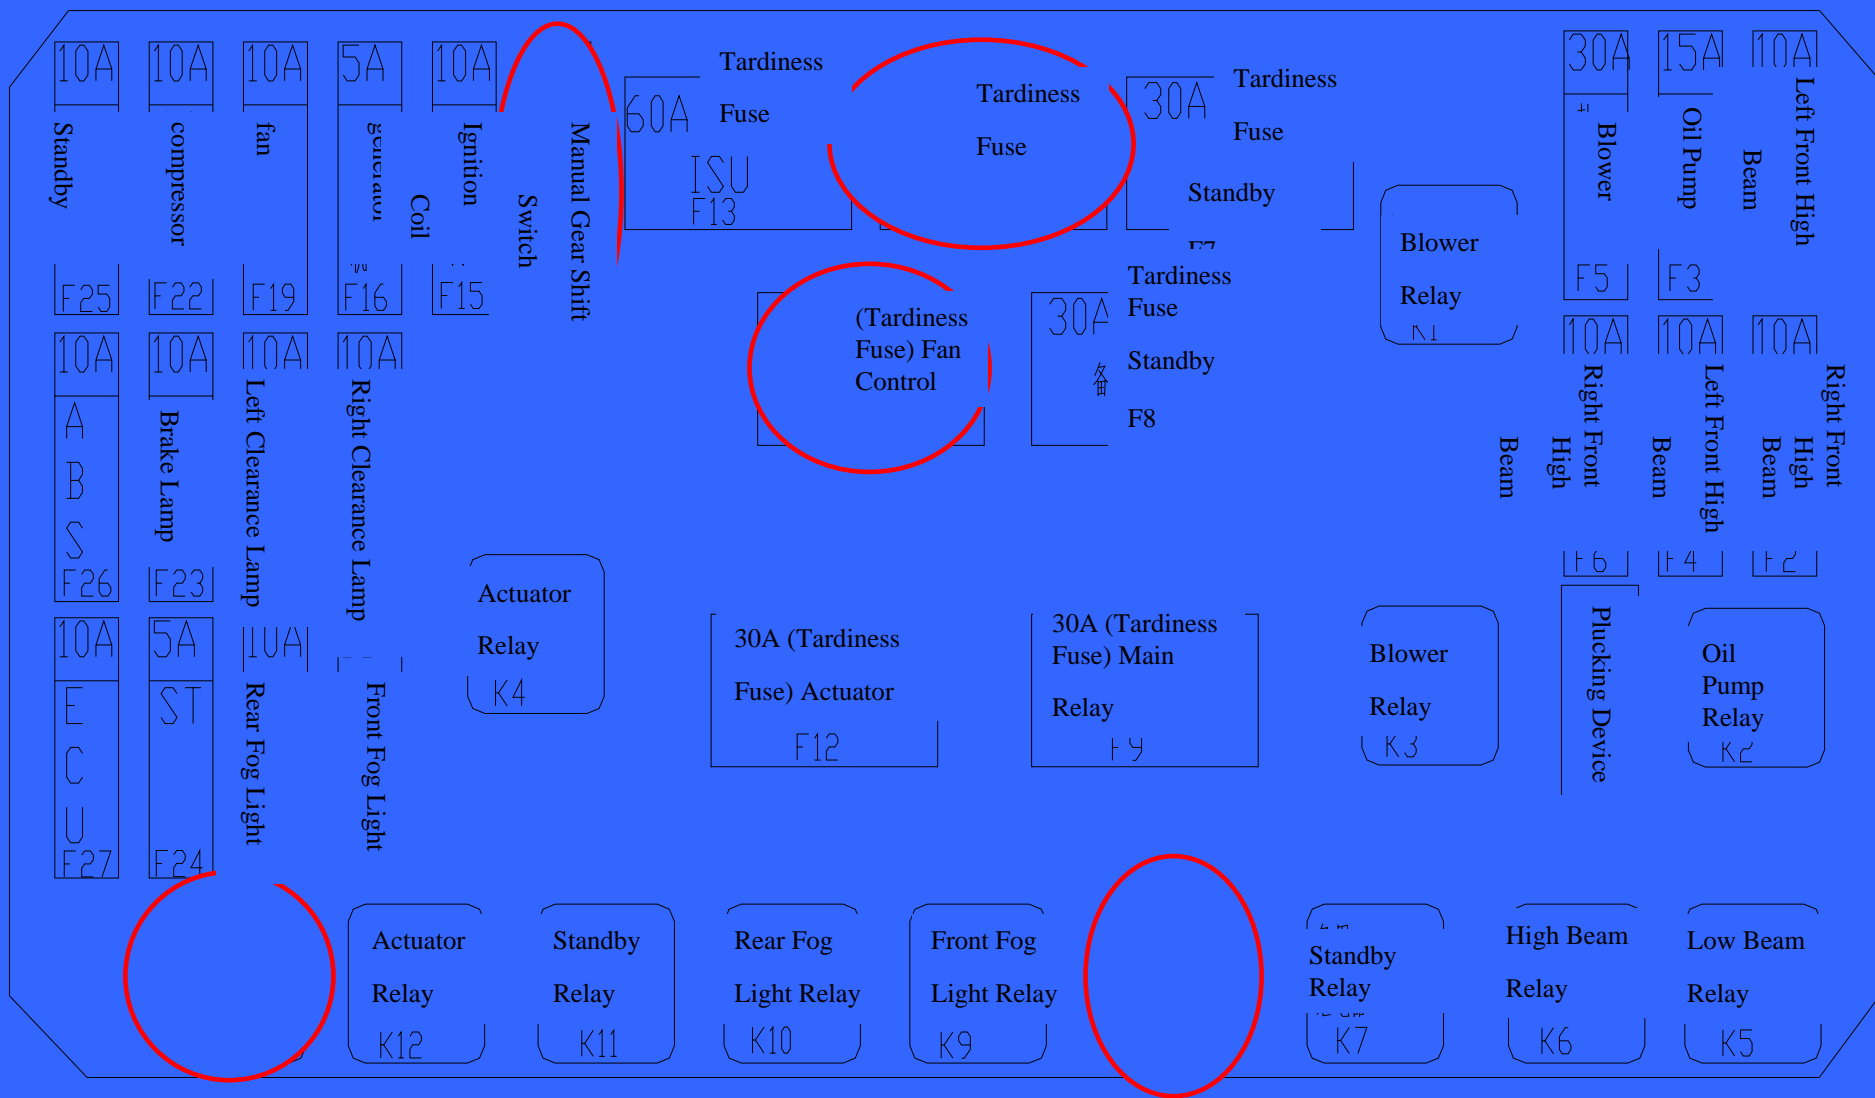 10A
Standby
F25
10A
compressor
F22
10A
fan
F19
5A
generator
F16
10A
Ignition
Coil
F15
Manual Gear Shift
Switch
Tardiness
60A
Fuse
ISU
F13
Tardiness
Fuse
Tardiness
30A
Fuse
Standby
F7
Blower
Relay
K1
30A
Blower
F5
15A
Oil Pump
F3
10A
Left Front High
Beam
10A
A
B
S
F26
10A
Brake Lamp
F23
10A
Left Clearance Lamp
10A
Right Clearance Lamp
(Tardiness
Fuse) Fan
Control
30A
备
Tardiness
Fuse
Standby
F8
10A
Right Front
High
Beam
F6
10A
Left Front High
Beam
F4
10A
Right Front
High
Beam
F2
10A
E
C
U
F27
5A
ST
F24
10A
Rear Fog Light
Front Fog Light
Actuator
Relay
K4
30A (Tardiness
Fuse) Actuator
F12
30A (Tardiness
Fuse) Main
Relay
F9
Blower
Relay
K3
Plucking Device
Oil
Pump
Relay
K2
Actuator
Relay
K12
Standby
Relay
K11
Rear Fog
Light Relay
K10
Front Fog
Light Relay
K9
Standby
Relay
K7
High Beam
Relay
K6
Low Beam
Relay
K5